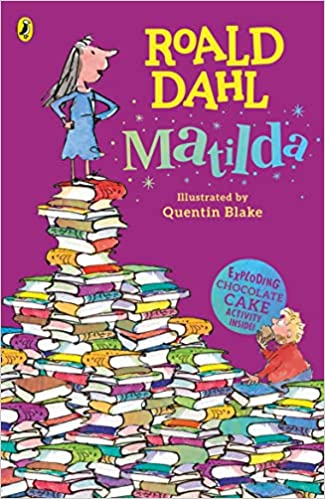 ROALD
DAHL
Matilda
Illustrated by
Quentin Blake
EXPLODING
CHOCOLATE
CAKE
ACTIVITY
INSIDE!